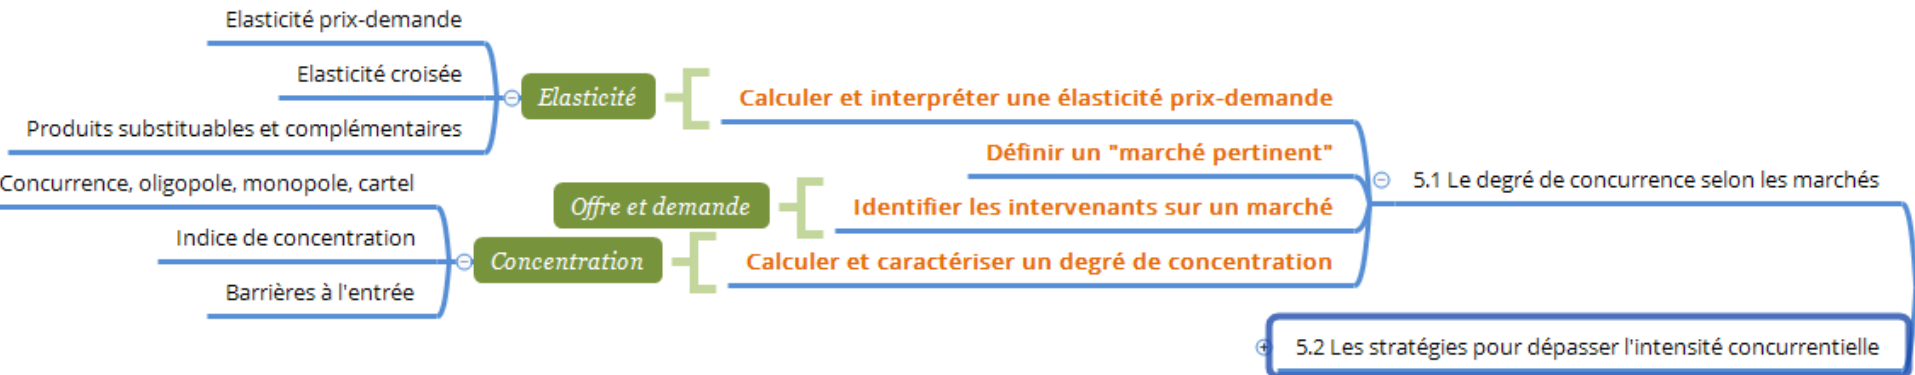 Elasticité prix-demande
Elasticité croisée
Produits substituables et complémentaires
Elasticité
Calculer et interpréter une élasticité prix-demande
Définir un "marché pertinent"
Concurrence, oligopole, monopole, cartel
Offre et demande
Identifier les intervenants sur un marché
5.1 Le degré de concurrence selon les marchés
Indice de concentration
Barrières à l'entrée
Concentration
Calculer et caractériser un degré de concentration
5.2 Les stratégies pour dépasser l'intensité concurrentielle